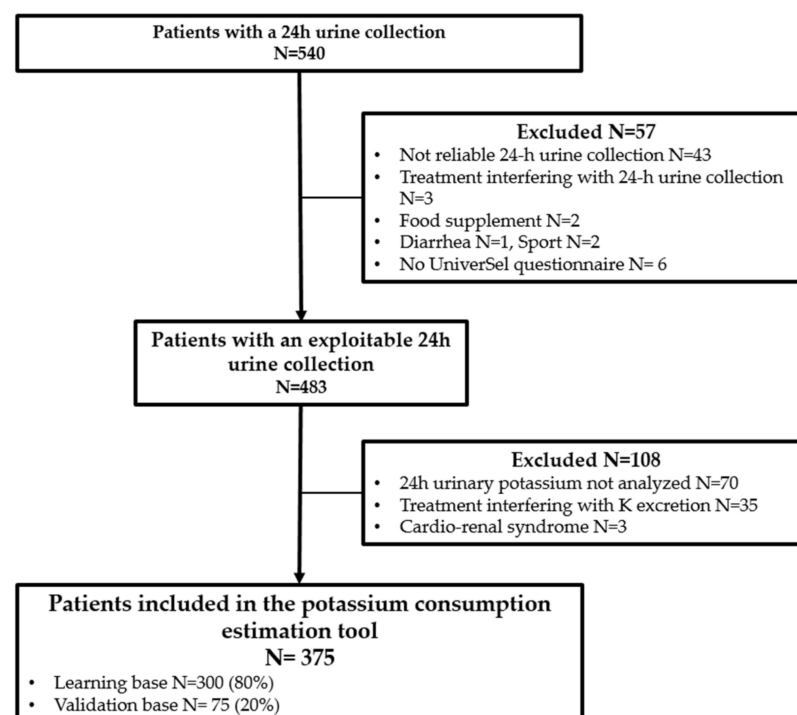 Patients with a 24h urine collection
N=540
Excluded N=57
• Not reliable 24-h urine collection N=43
• Treatment interfering with 24-h urine collection
N=3
• Food supplement N=2
• Diarrhea N=1, Sport N=2
• No UniverSel questionnaire N= 6
Patients with an exploitable 24h
urine collection
N=483
Excluded N=108
• 24h urinary potassium not analyzed N=70
• Treatment interfering with K excretion N=35
• Cardio-renal syndrome N=3
Patients included in the potassium consumption
estimation tool
N= 375
• Learning base N=300 (80%)
• Validation base N= 75 (20%)